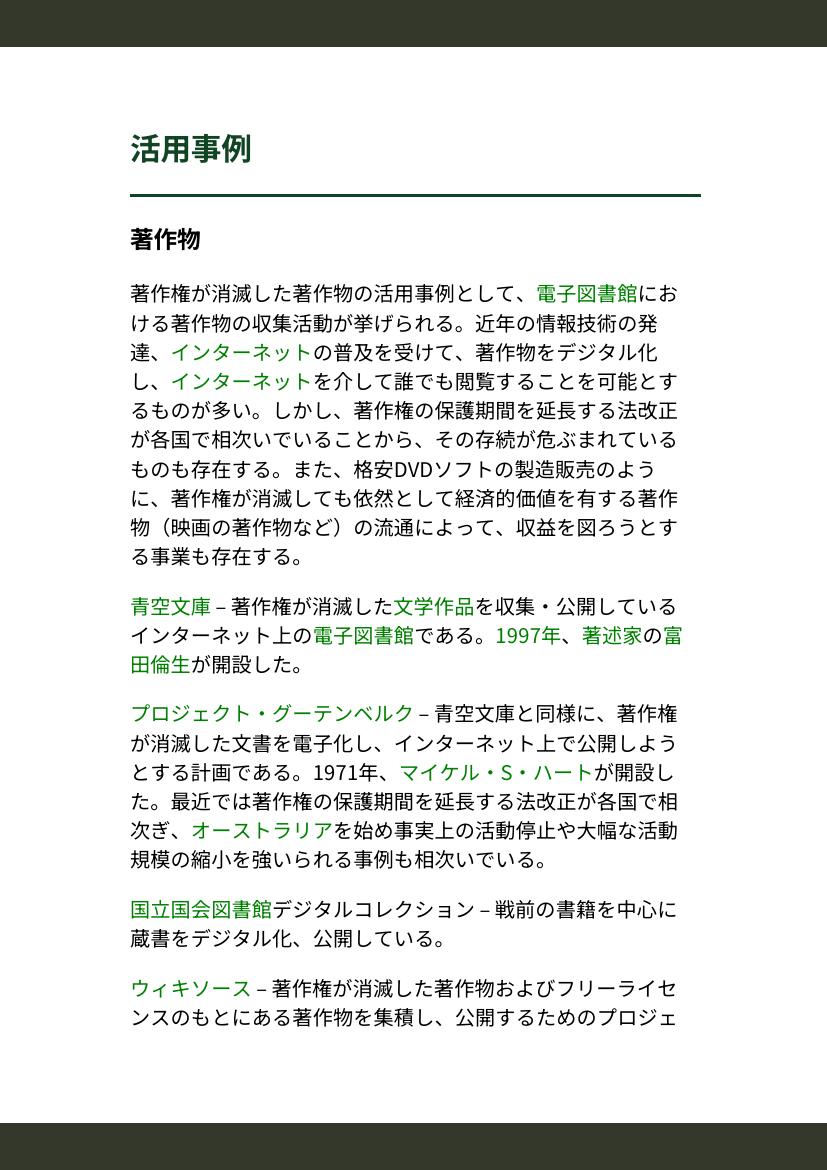 活用事例
著作物
著作権が消滅した著作物の活用事例として、電子図書館にお
ける著作物の収集活動が挙げられる。近年の情報技術の発
達、インターネットの普及を受けて、著作物をデジタル化
し、インターネットを介して誰でも閲覧することを可能とす
るものが多い。しかし、著作権の保護期間を延長する法改正
が各国で相次いでいることから、その存続が危ぶまれている
ものも存在する。また、格安DVDソフトの製造販売のよう
に、著作権が消滅しても依然として経済的価値を有する著作
物（映画の著作物など）の流通によって、収益を図ろうとす
る事業も存在する。
青空文庫 – 著作権が消滅した文学作品を収集・公開している
インターネット上の電子図書館である。1997年、著述家の富
田倫生が開設した。
プロジェクト・グーテンベルク – 青空文庫と同様に、著作権
が消滅した文書を電子化し、インターネット上で公開しよう
とする計画である。1971年、マイケル・S・ハートが開設し
た。最近では著作権の保護期間を延長する法改正が各国で相
次ぎ、オーストラリアを始め事実上の活動停止や大幅な活動
規模の縮小を強いられる事例も相次いでいる。
国立国会図書館デジタルコレクション – 戦前の書籍を中心に
蔵書をデジタル化、公開している。
ウィキソース – 著作権が消滅した著作物およびフリーライセ
ンスのもとにある著作物を集積し、公開するためのプロジェ